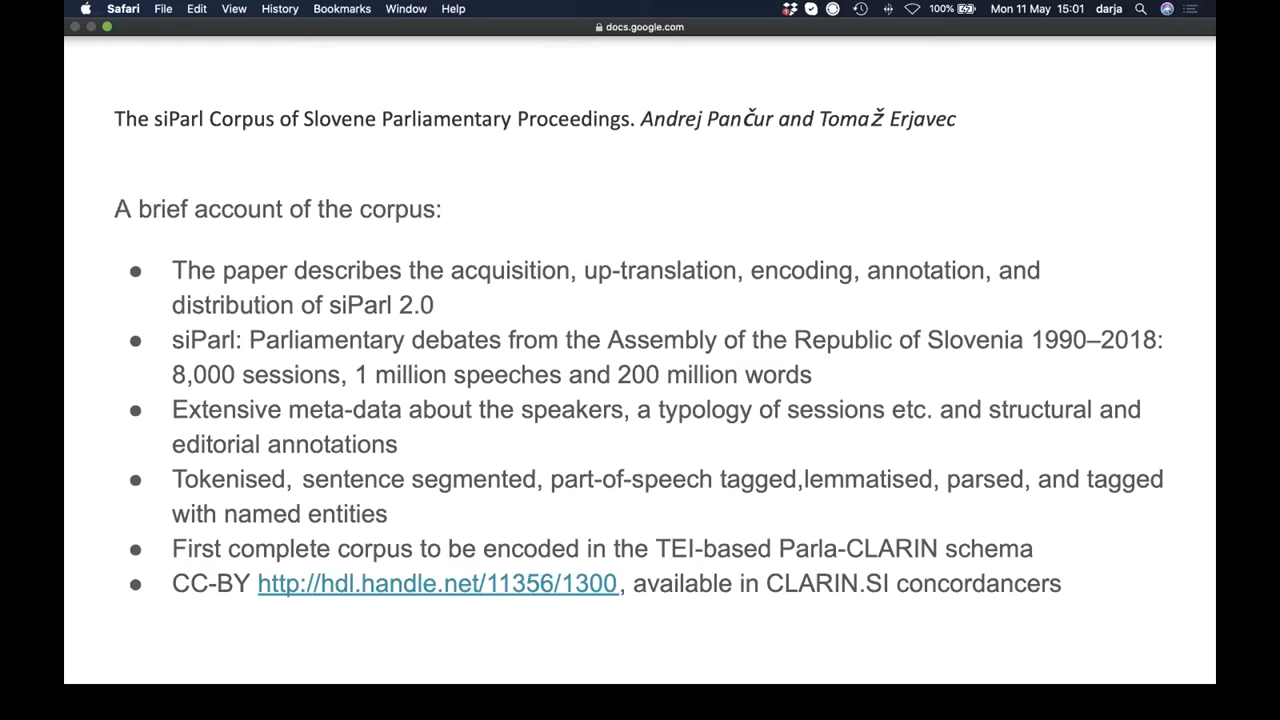 Safari File Edit View History Bookmarks Window Help 100% Mon 11 May 15:01 darja
docs.google.com
The siParl Corpus of Slovene Parliamentary Proceedings. Andrej Pančur and Tomaž Erjavec
A brief account of the corpus:
● The paper describes the acquisition, up-translation, encoding, annotation, and
distribution of siParl 2.0
● siParl: Parliamentary debates from the Assembly of the Republic of Slovenia 1990–2018:
8,000 sessions, 1 million speeches and 200 million words
● Extensive meta-data about the speakers, a typology of sessions etc. and structural and
editorial annotations
● Tokenised, sentence segmented, part-of-speech tagged,lemmatised, parsed, and tagged
with named entities
● First complete corpus to be encoded in the TEI-based Parla-CLARIN schema
● CC-BY http://hdl.handle.net/11356/1300, available in CLARIN.SI concordancers